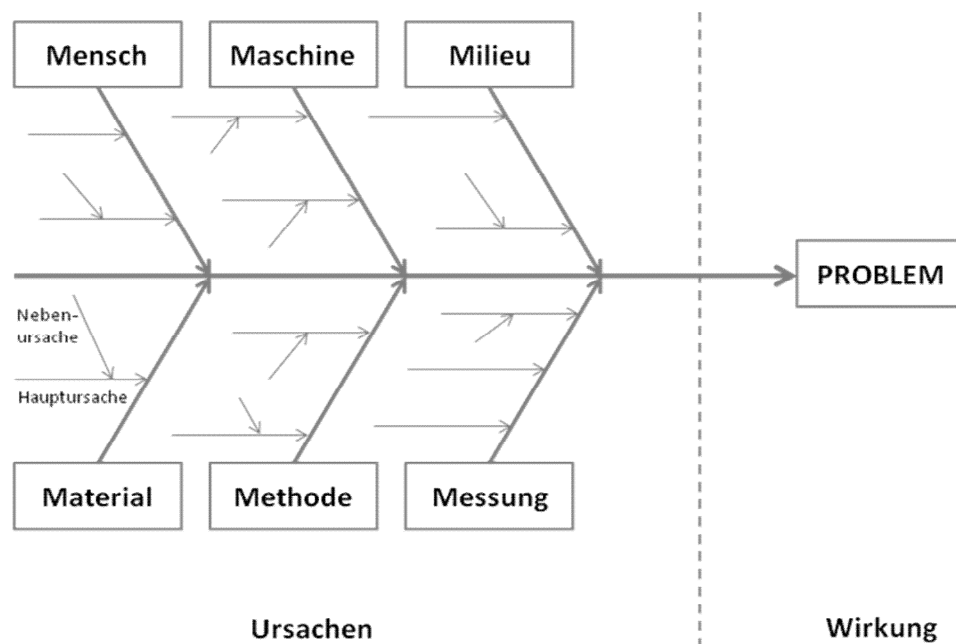 Mensch
Maschine
Milieu
PROBLEM
Neben-
ursache
Hauptursache
Material
Methode
Messung
Ursachen
Wirkung